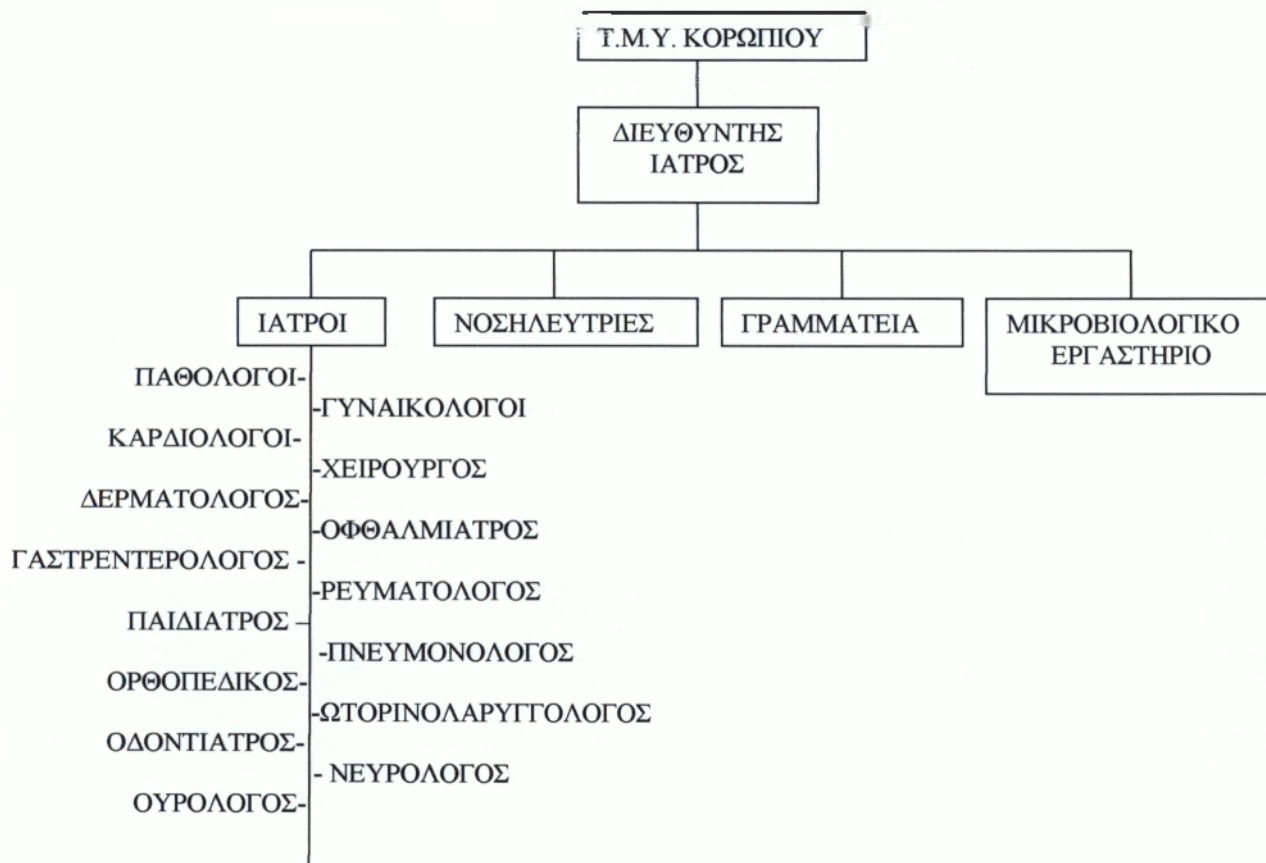 Τ.Μ.Υ. ΚΟΡΩΠΙΟΥ
ΔΙΕΥΘΥΝΤΗΣ
ΙΑΤΡΟΣ
ΙΑΤΡΟΙ
ΝΟΣΗΛΕΥΤΡΙΕΣ
ΓΡΑΜΜΑΤΕΙΑ
ΜΙΚΡΟΒΙΟΛΟΓΙΚΟ
ΕΡΓΑΣΤΗΡΙΟ
ΠΑΘΟΛΟΓΟΙ-
-ΓΥΝΑΙΚΟΛΟΓΟΙ
ΚΑΡΔΙΟΛΟΓΟΙ-
-ΧΕΙΡΟΥΡΓΟΣ
ΔΕΡΜΑΤΟΛΟΓΟΣ-
-ΟΦΘΑΛΜΙΑΤΡΟΣ
ΓΑΣΤΡΕΝΤΕΡΟΛΟΓΟΣ -
-ΡΕΥΜΑΤΟΛΟΓΟΣ
ΠΑΙΔΙΑΤΡΟΣ –
-ΠΝΕΥΜΟΝΟΛΟΓΟΣ
ΟΡΘΟΠΕΔΙΚΟΣ-
-ΩΤΟΡΙΝΟΛΑΡΥΓΓΟΛΟΓΟΣ
ΟΔΟΝΤΙΑΤΡΟΣ-
- ΝΕΥΡΟΛΟΓΟΣ
ΟΥΡΟΛΟΓΟΣ-